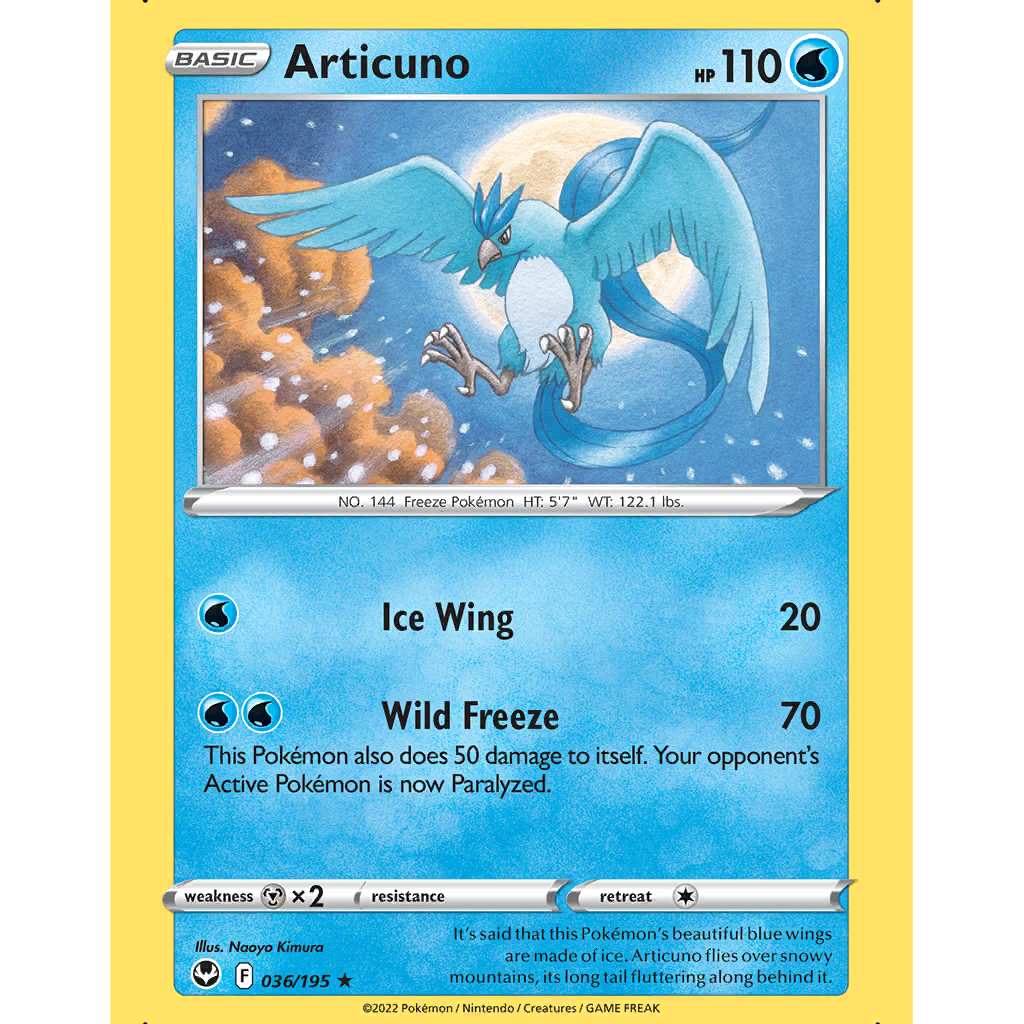 BASIC Articuno HP 110
NO. 144 Freeze Pokémon HT: 5'7" WT: 122.1 lbs.
Ice Wing 20
Wild Freeze 70
This Pokémon also does 50 damage to itself. Your opponent's
Active Pokémon is now Paralyzed.
weakness ×2 resistance retreat
It's said that this Pokémon's beautiful blue wings
are made of ice. Articuno flies over snowy
mountains, its long tail fluttering along behind it.
Illus. Naoyo Kimura
F 036/195 ★
©2022 Pokémon / Nintendo / Creatures / GAME FREAK